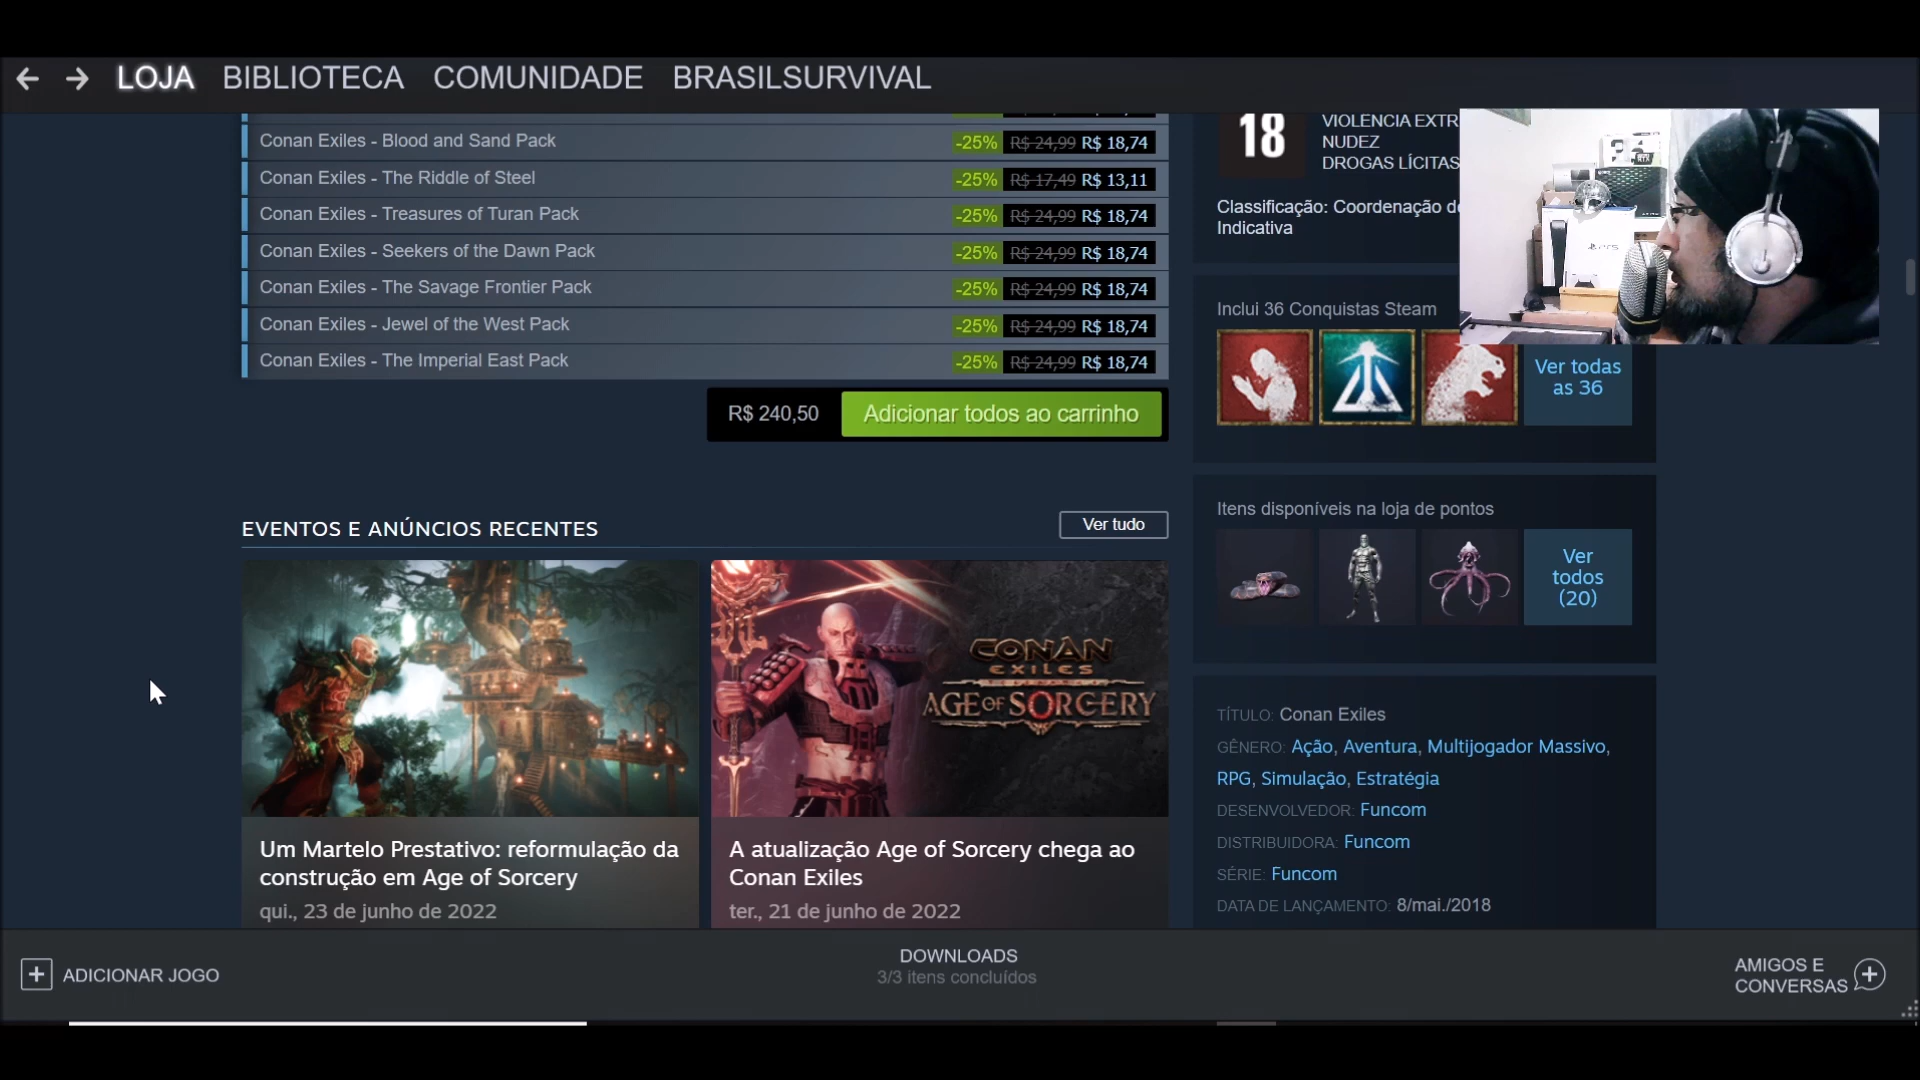 LOJA BIBLIOTECA COMUNIDADE BRASILSURVIVAL
Conan Exiles - Blood and Sand Pack -25% R$ 24,99 R$ 18,74
Conan Exiles - The Riddle of Steel -25% R$ 17,49 R$ 13,11
Conan Exiles - Treasures of Turan Pack -25% R$ 24,99 R$ 18,74
Conan Exiles - Seekers of the Dawn Pack -25% R$ 24,99 R$ 18,74
Conan Exiles - The Savage Frontier Pack -25% R$ 24,99 R$ 18,74
Conan Exiles - Jewel of the West Pack -25% R$ 24,99 R$ 18,74
Conan Exiles - The Imperial East Pack -25% R$ 24,99 R$ 18,74
R$ 240,50 Adicionar todos ao carrinho
EVENTOS E ANÚNCIOS RECENTES
Ver tudo
CONAN
EXILES
AGE OF SORCERY
Um Martelo Prestativo: reformulação da
construção em Age of Sorcery
qui., 23 de junho de 2022
A atualização Age of Sorcery chega ao
Conan Exiles
ter., 21 de junho de 2022
18
VIOLENCIA EXTR
NUDEZ
DROGAS LÍCITAS
Classificação: Coordenação de
Indicativa
Inclui 36 Conquistas Steam
Ver todas
as 36
Itens disponíveis na loja de pontos
Ver
todos
(20)
TÍTULO: Conan Exiles
GÊNERO: Ação, Aventura, Multijogador Massivo,
RPG, Simulação, Estratégia
DESENVOLVEDOR: Funcom
DISTRIBUIDORA: Funcom
SÉRIE: Funcom
DATA DE LANÇAMENTO: 8/mai./2018
ADICIONAR JOGO
DOWNLOADS
3/3 itens concluídos
AMIGOS E
CONVERSAS